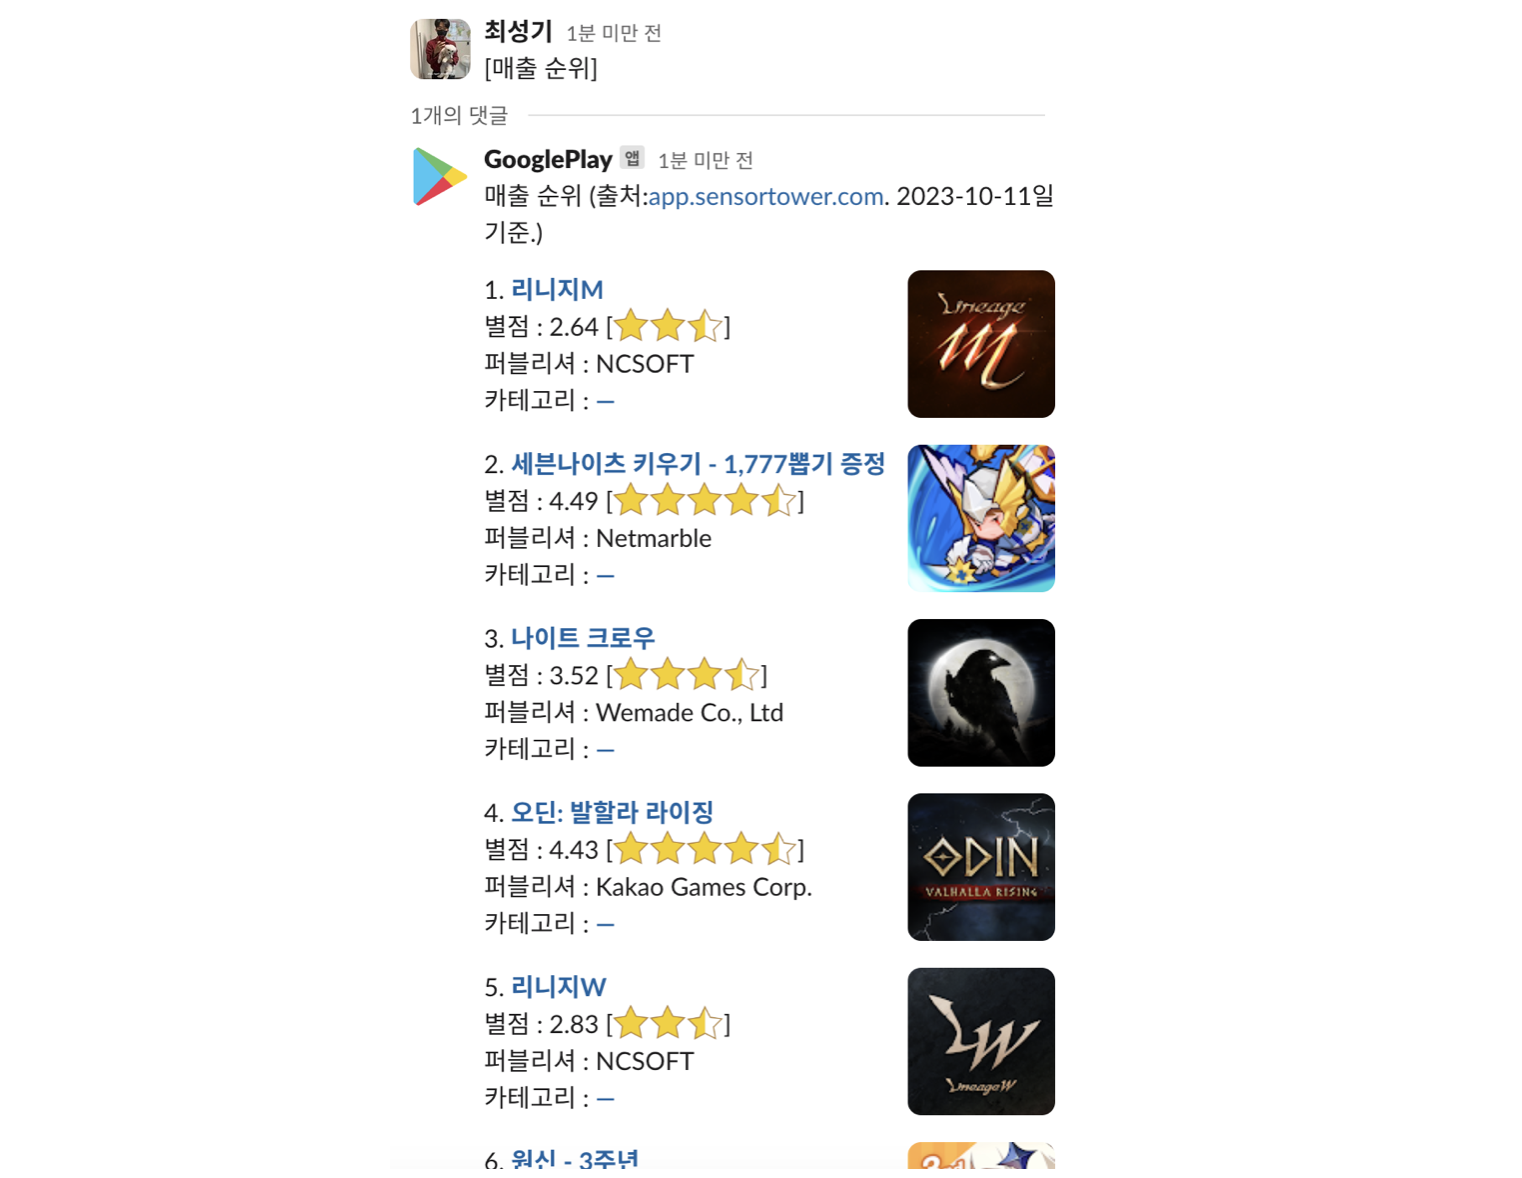 최성기 1분 미만 전
[매출 순위]
1개의 댓글
GooglePlay 앱 1분 미만 전
매출 순위 (출처:app.sensortower.com. 2023-10-11일
기준.)
1. 리니지M
별점 : 2.64 [⭐⭐]
퍼블리셔 : NCSOFT
카테고리 : —
Lineage
M
2. 세븐나이츠 키우기 - 1,777뽑기 증정
별점 : 4.49 [⭐⭐⭐⭐]
퍼블리셔 : Netmarble
카테고리 : —
3. 나이트 크로우
별점 : 3.52 [⭐⭐⭐]
퍼블리셔 : Wemade Co., Ltd
카테고리 : —
4. 오딘: 발할라 라이징
별점 : 4.43 [⭐⭐⭐⭐]
퍼블리셔 : Kakao Games Corp.
카테고리 : —
ODIN
VALHALLA RISING
5. 리니지W
별점 : 2.83 [⭐⭐]
퍼블리셔 : NCSOFT
카테고리 : —
LW
Lineage W
6. 원신 - 3주년
3rd